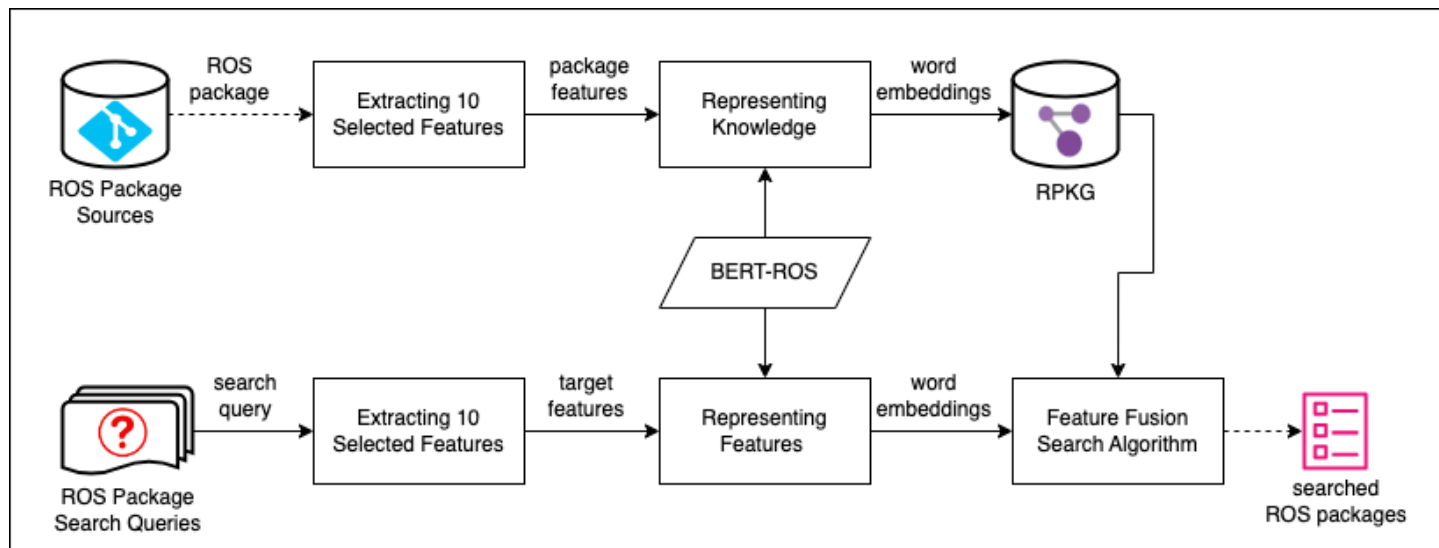 ROS
package
package
features
word
embeddings
Extracting 10
Selected Features
Representing
Knowledge
ROS Package
Sources
RPKG
BERT-ROS
search
query
target
features
word
embeddings
Extracting 10
Selected Features
Representing
Features
Feature Fusion
Search Algorithm
?
ROS Package
Search Queries
searched
ROS packages